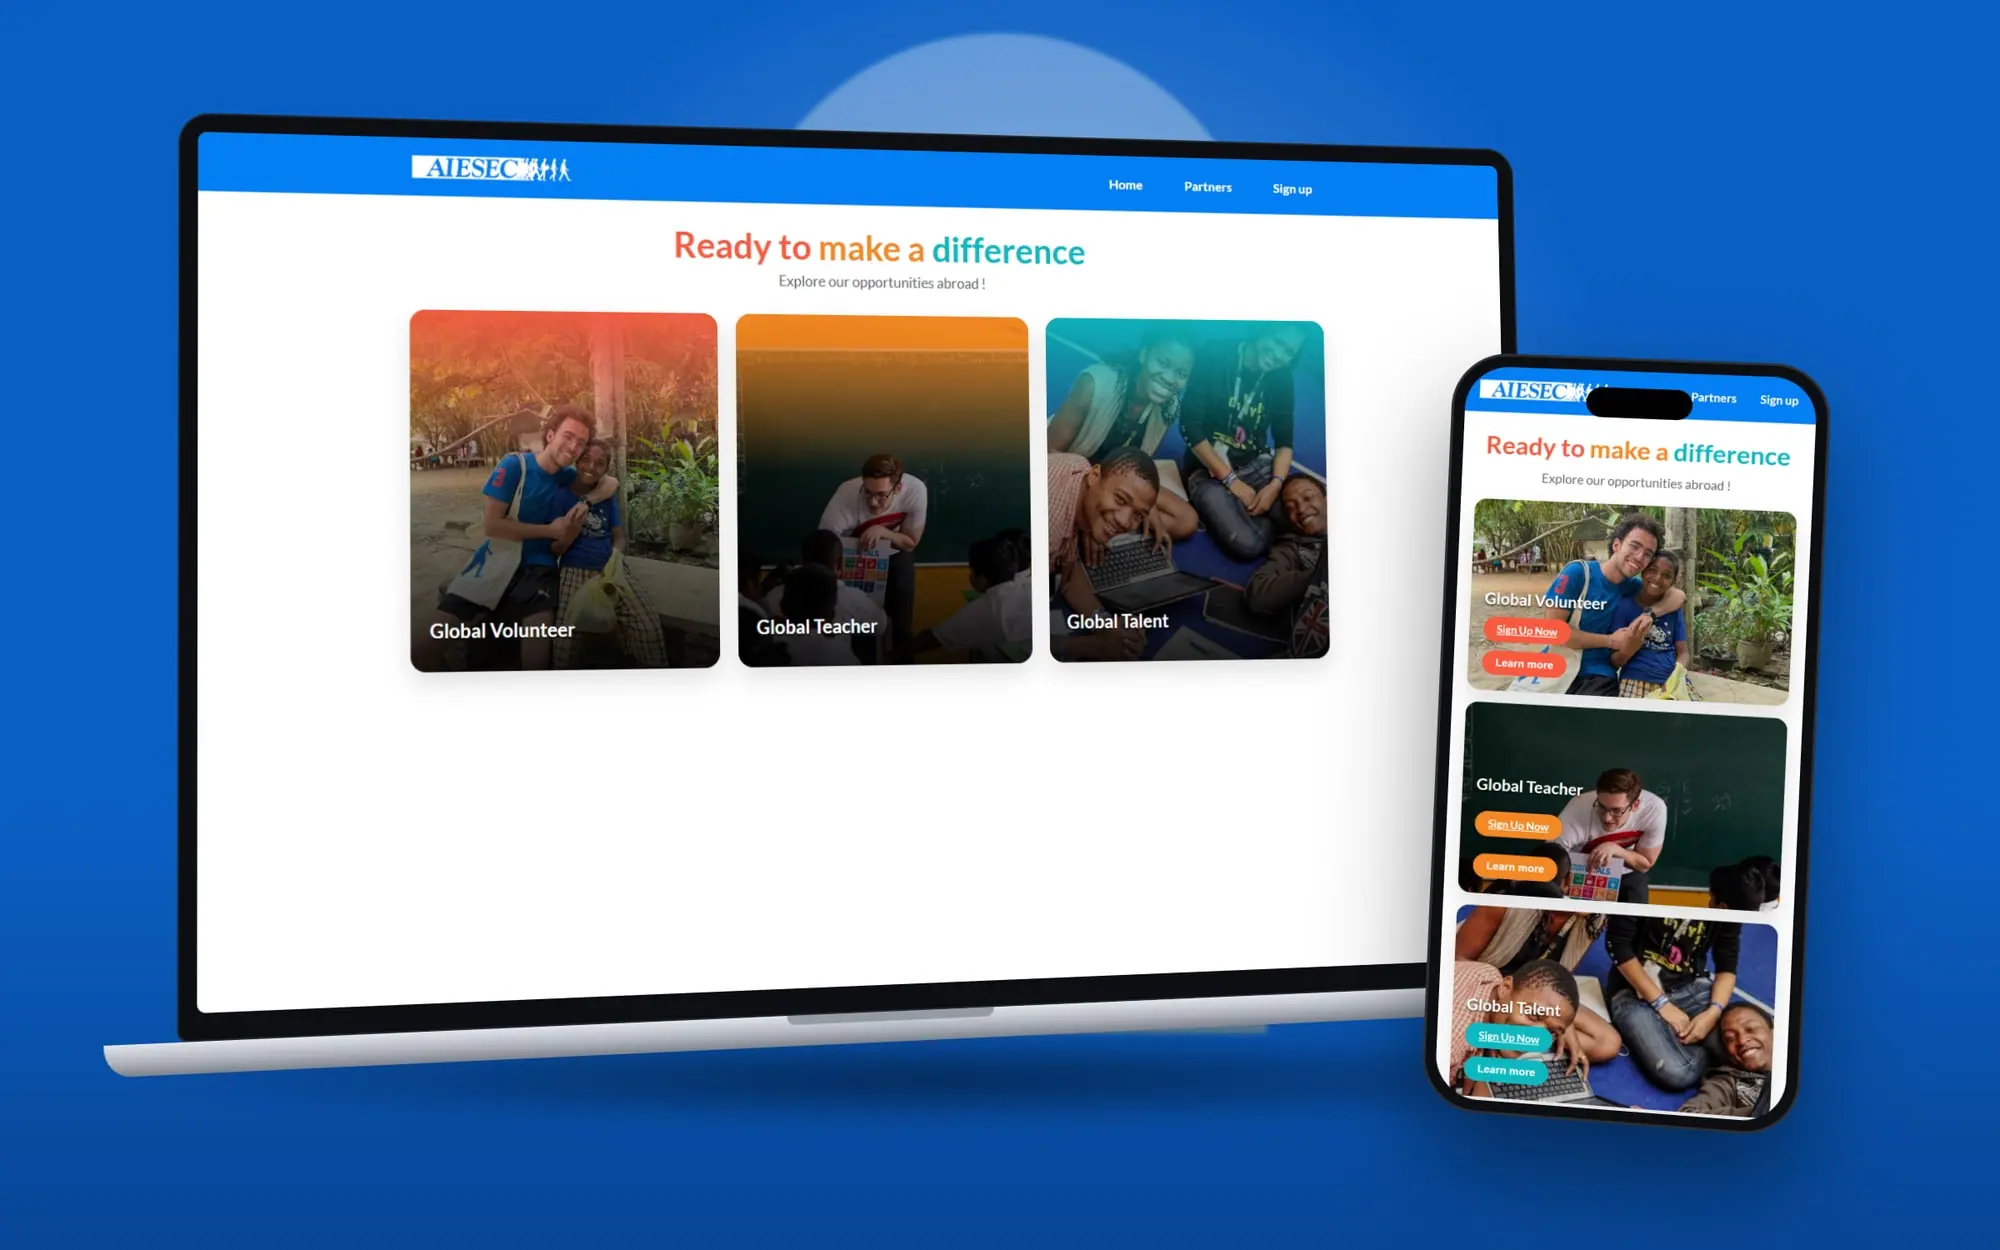 AIESEC
Home Partners Sign up
Ready to make a difference
Explore our opportunities abroad !
Global Volunteer
Global Teacher
Global Talent
AIESEC
Partners Sign up
Ready to make a difference
Explore our opportunities abroad !
Global Volunteer
Sign Up Now
Learn more
Global Teacher
Sign Up Now
Learn more
Global Talent
Sign Up Now
Learn more